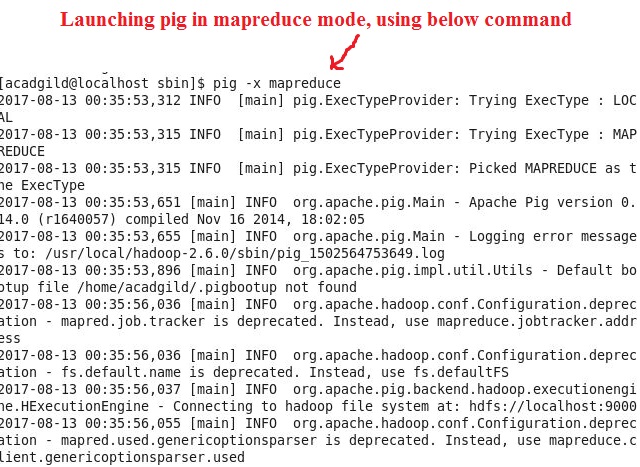 Launching pig in mapreduce mode, using below command
[acadgild@localhost sbin]$ pig -x mapreduce
2017-08-13 00:35:53,312 INFO  [main] pig.ExecTypeProvider: Trying ExecType : LOC
AL
2017-08-13 00:35:53,315 INFO  [main] pig.ExecTypeProvider: Trying ExecType : MAP
REDUCE
2017-08-13 00:35:53,315 INFO  [main] pig.ExecTypeProvider: Picked MAPREDUCE as t
he ExecType
2017-08-13 00:35:53,651 [main] INFO  org.apache.pig.Main - Apache Pig version 0.
14.0 (r1640057) compiled Nov 16 2014, 18:02:05
2017-08-13 00:35:53,655 [main] INFO  org.apache.pig.Main - Logging error message
s to: /usr/local/hadoop-2.6.0/sbin/pig_1502564753649.log
2017-08-13 00:35:53,896 [main] INFO  org.apache.pig.impl.util.Utils - Default bo
otup file /home/acadgild/.pigbootup not found
2017-08-13 00:35:56,036 [main] INFO  org.apache.hadoop.conf.Configuration.deprec
ation - mapred.job.tracker is deprecated. Instead, use mapreduce.jobtracker.addr
ess
2017-08-13 00:35:56,036 [main] INFO  org.apache.hadoop.conf.Configuration.deprec
ation - fs.default.name is deprecated. Instead, use fs.defaultFS
2017-08-13 00:35:56,037 [main] INFO  org.apache.pig.backend.hadoop.executionengi
ne.HExecutionEngine - Connecting to hadoop file system at: hdfs://localhost:9000
2017-08-13 00:35:56,055 [main] INFO  org.apache.hadoop.conf.Configuration.deprec
ation - mapred.used.genericoptionsparser is deprecated. Instead, use mapreduce.c
lient.genericoptionsparser.used